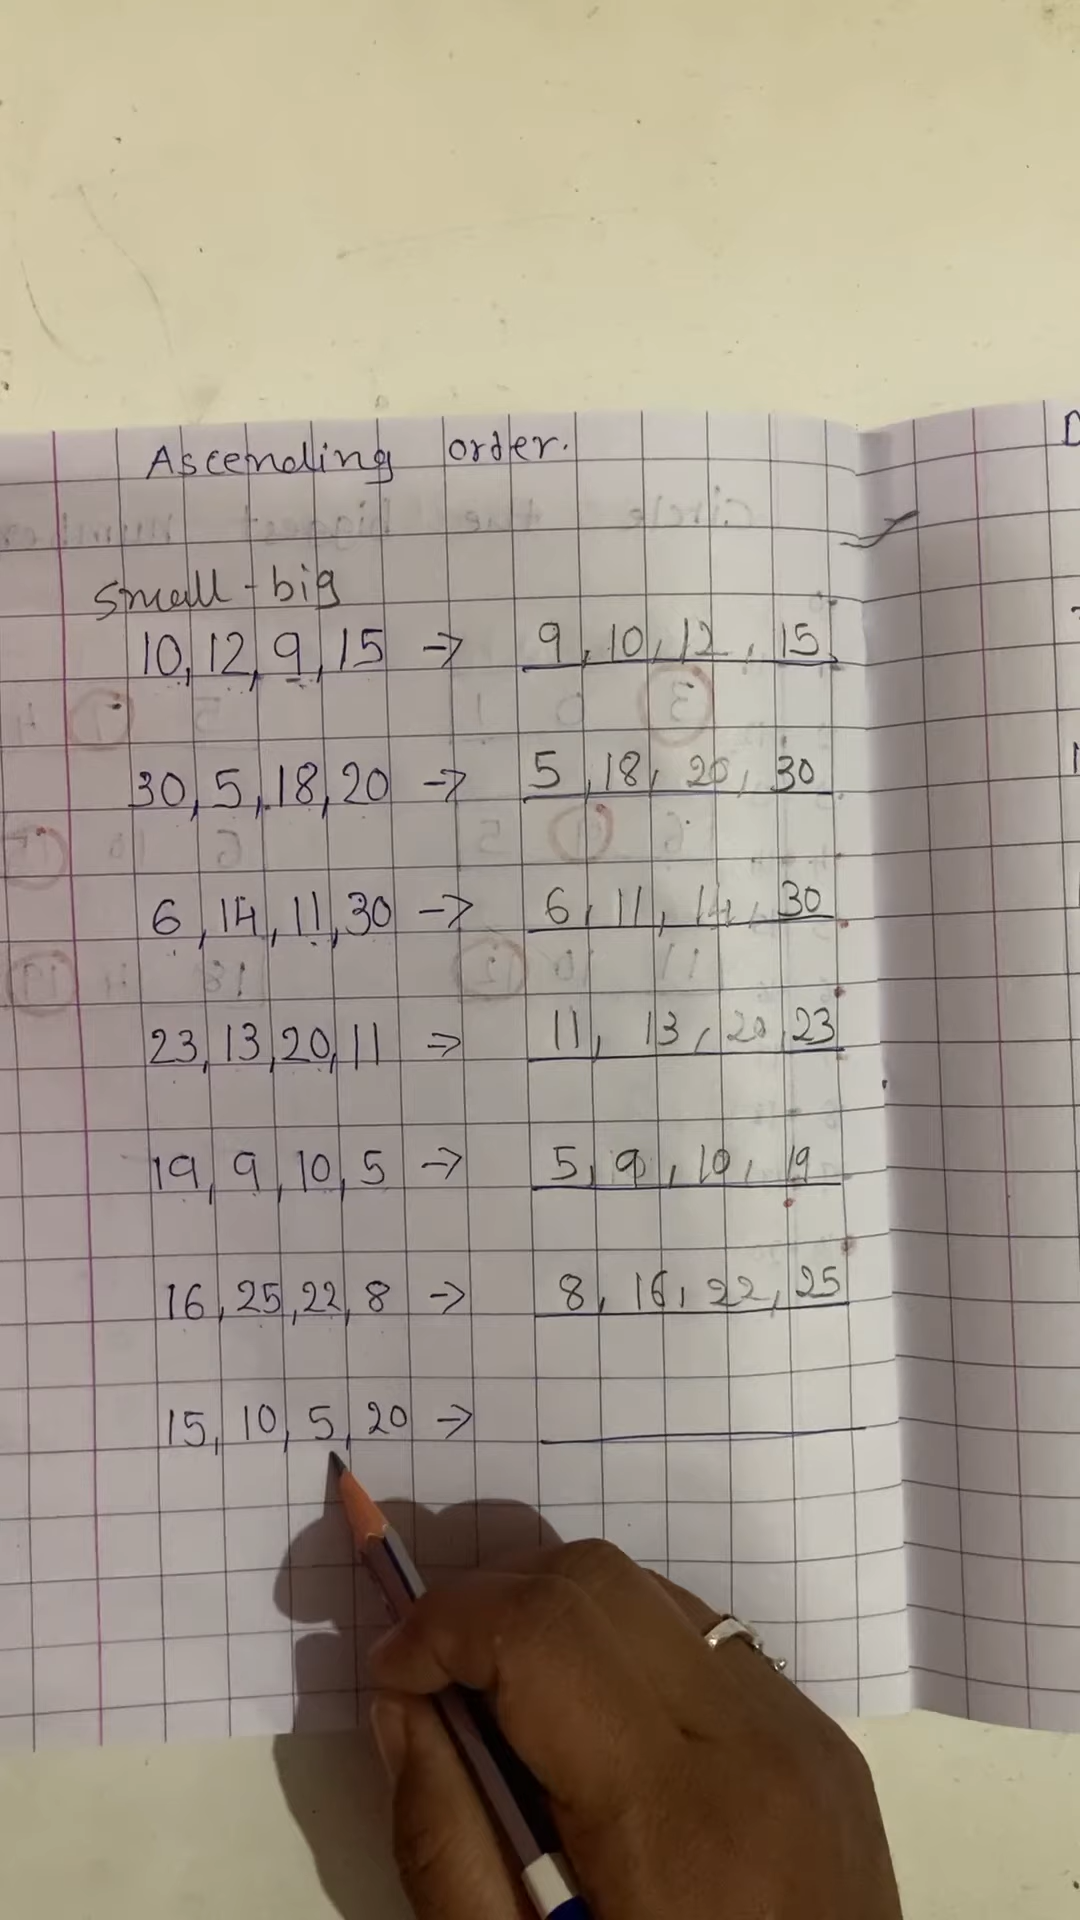 Ascending order.
small - big
10, 12, 9, 15 → 9, 10, 12, 15
30, 5, 18, 20 → 5, 18, 20, 30
6, 14, 11, 30 → 6, 11, 14, 30
23, 13, 20, 11 → 11, 13, 20, 23
19, 9, 10, 5 → 5, 9, 10, 19
16, 25, 22, 8 → 8, 16, 22, 25
15, 10, 5, 20 →